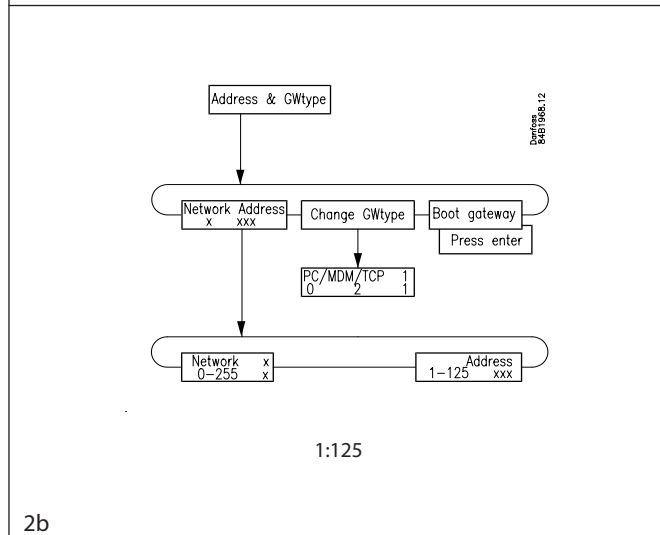 Address & GWtype
Danfoss
84B1968.12
Network Address
x xxx
Change GWtype
Boot gateway
Press enter
PC/MDM/TCP 1
0 2 1
Network x
0-255 x
Address
1-125 xxx
1:125
2b